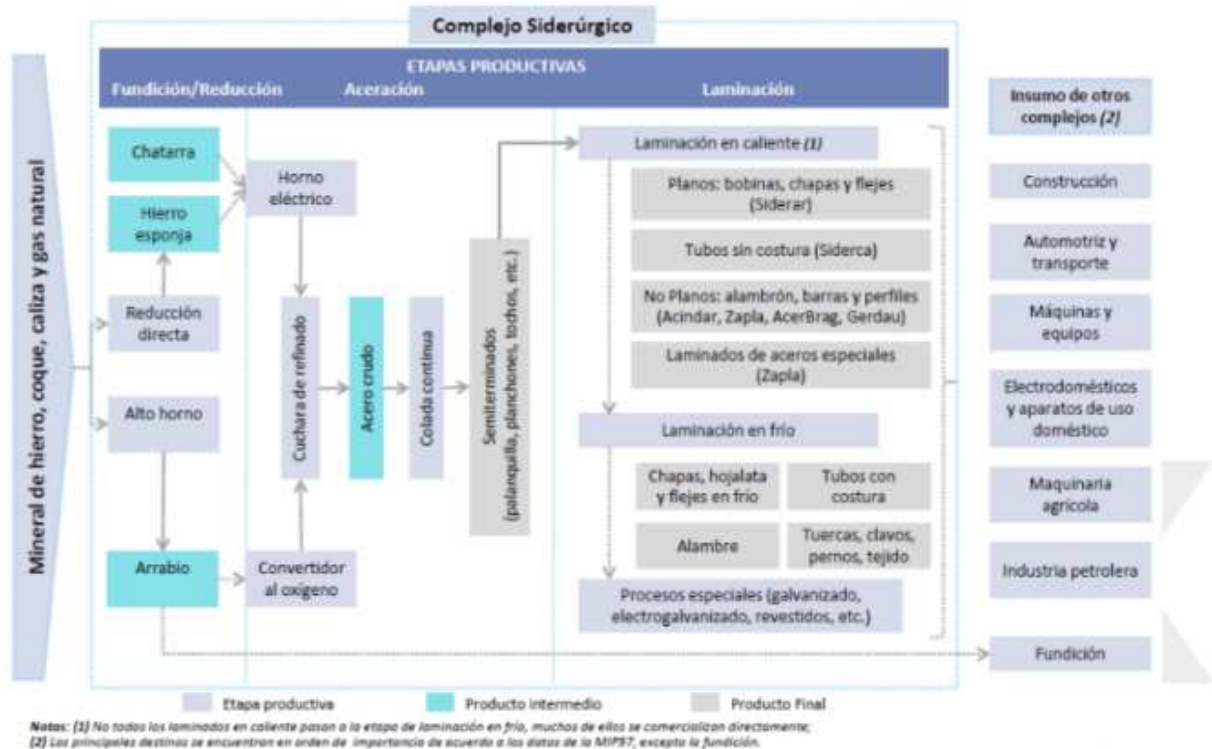 Complejo Siderúrgico
ETAPAS PRODUCTIVAS
Fundición/Reducción
Aceración
Laminación
Mineral de hierro, coque, caliza y gas natural
Chatarra
Hierro
esponja
Reducción
directa
Alto horno
Arrabio
Horno
eléctrico
Cuchara de refinado
Convertidor
al oxígeno
Acero crudo
Colada continua
Semiterminados
(palanquilla, planchones, tochos, etc.)
Laminación en caliente (1)
Planos: bobinas, chapas y flejes
(Siderar)
Tubos sin costura (Siderca)
No Planos: alambrón, barras y perfiles
(Acindar, Zapla, AcerBrag, Gerdau)
Laminados de aceros especiales
(Zapla)
Laminación en frío
Chapas, hojalata
y flejes en frío
Tubos con
costura
Alambre
Tuercas, clavos,
pernos, tejido
Procesos especiales (galvanizado,
electrogalvanizado, revestidos, etc.)
Insumo de otros
complejos (2)
Construcción
Automotriz y
transporte
Máquinas y
equipos
Electrodomésticos
y aparatos de uso
doméstico
Maquinaria
agrícola
Industria petrolera
Fundición
Etapa productiva
Producto intermedio
Producto Final
Notas: (1) No todos los laminados en caliente pasan a la etapa de laminación en frío, muchos de ellos se comercializan directamente;
(2) Los principales destinos se encuentran en orden de importancia de acuerdo a los datos de la MIP97, excepto la fundición.